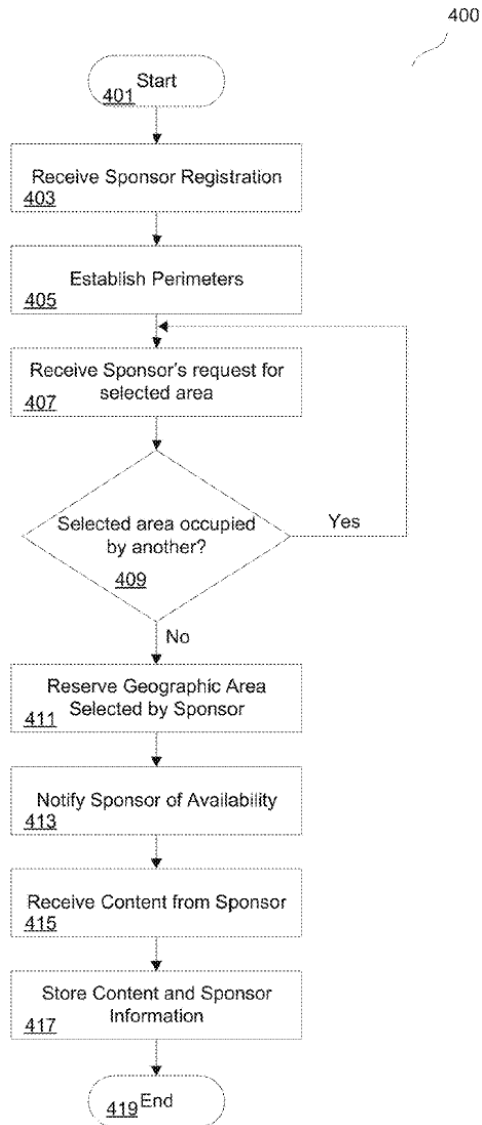 400
Start
401
Receive Sponsor Registration
403
Establish Perimeters
405
Receive Sponsor's request for
selected area
407
Selected area occupied
by another?
409
Yes
No
Reserve Geographic Area
Selected by Sponsor
411
Notify Sponsor of Availability
413
Receive Content from Sponsor
415
Store Content and Sponsor
Information
417
End
419